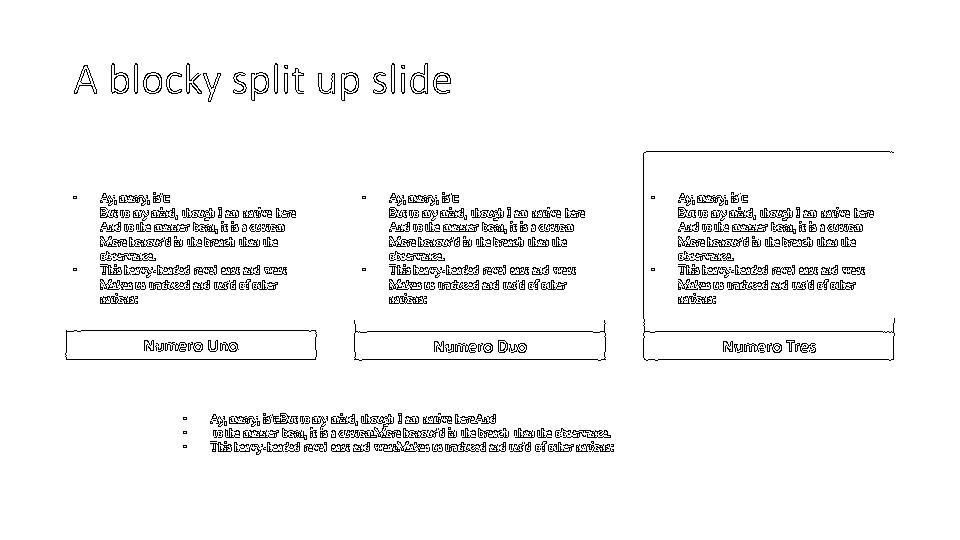 A blocky split up slide
Ay, marry, is't:
But to my mind, though I am native here
And to the manner born, it is a custom
More honour'd in the breach than the
observance.
This heavy-headed revel east and west
Makes us traduced and tax'd of other
nations:
Numero Uno
Ay, marry, is't:
But to my mind, though I am native here
And to the manner born, it is a custom
More honour'd in the breach than the
observance.
This heavy-headed revel east and west
Makes us traduced and tax'd of other
nations:
Numero Duo
Ay, marry, is't:
But to my mind, though I am native here
And to the manner born, it is a custom
More honour'd in the breach than the
observance.
This heavy-headed revel east and west
Makes us traduced and tax'd of other
nations:
Numero Tres
Ay, marry, is't:But to my mind, though I am native here:And
to the manner born, it is a custom:More honour'd in the breach than the observance.
This heavy-headed revel east and west:Makes us traduced and tax'd of other nations: